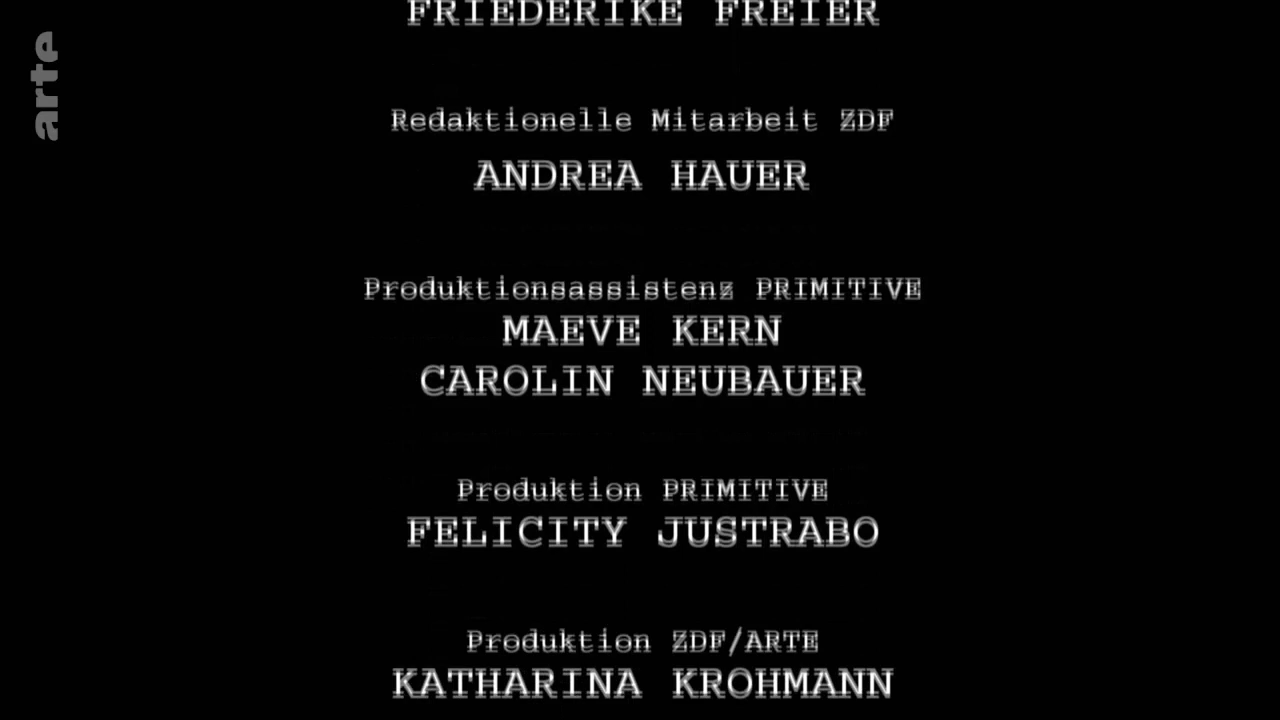 arte
FRIEDERIKE FREIER
Redaktionelle Mitarbeit ZDF
ANDREA HAUER
Produktionsassistenz PRIMITIVE
MAEVE KERN
CAROLIN NEUBAUER
Produktion PRIMITIVE
FELICITY JUSTRABO
Produktion ZDF/ARTE
KATHARINA KROHMANN